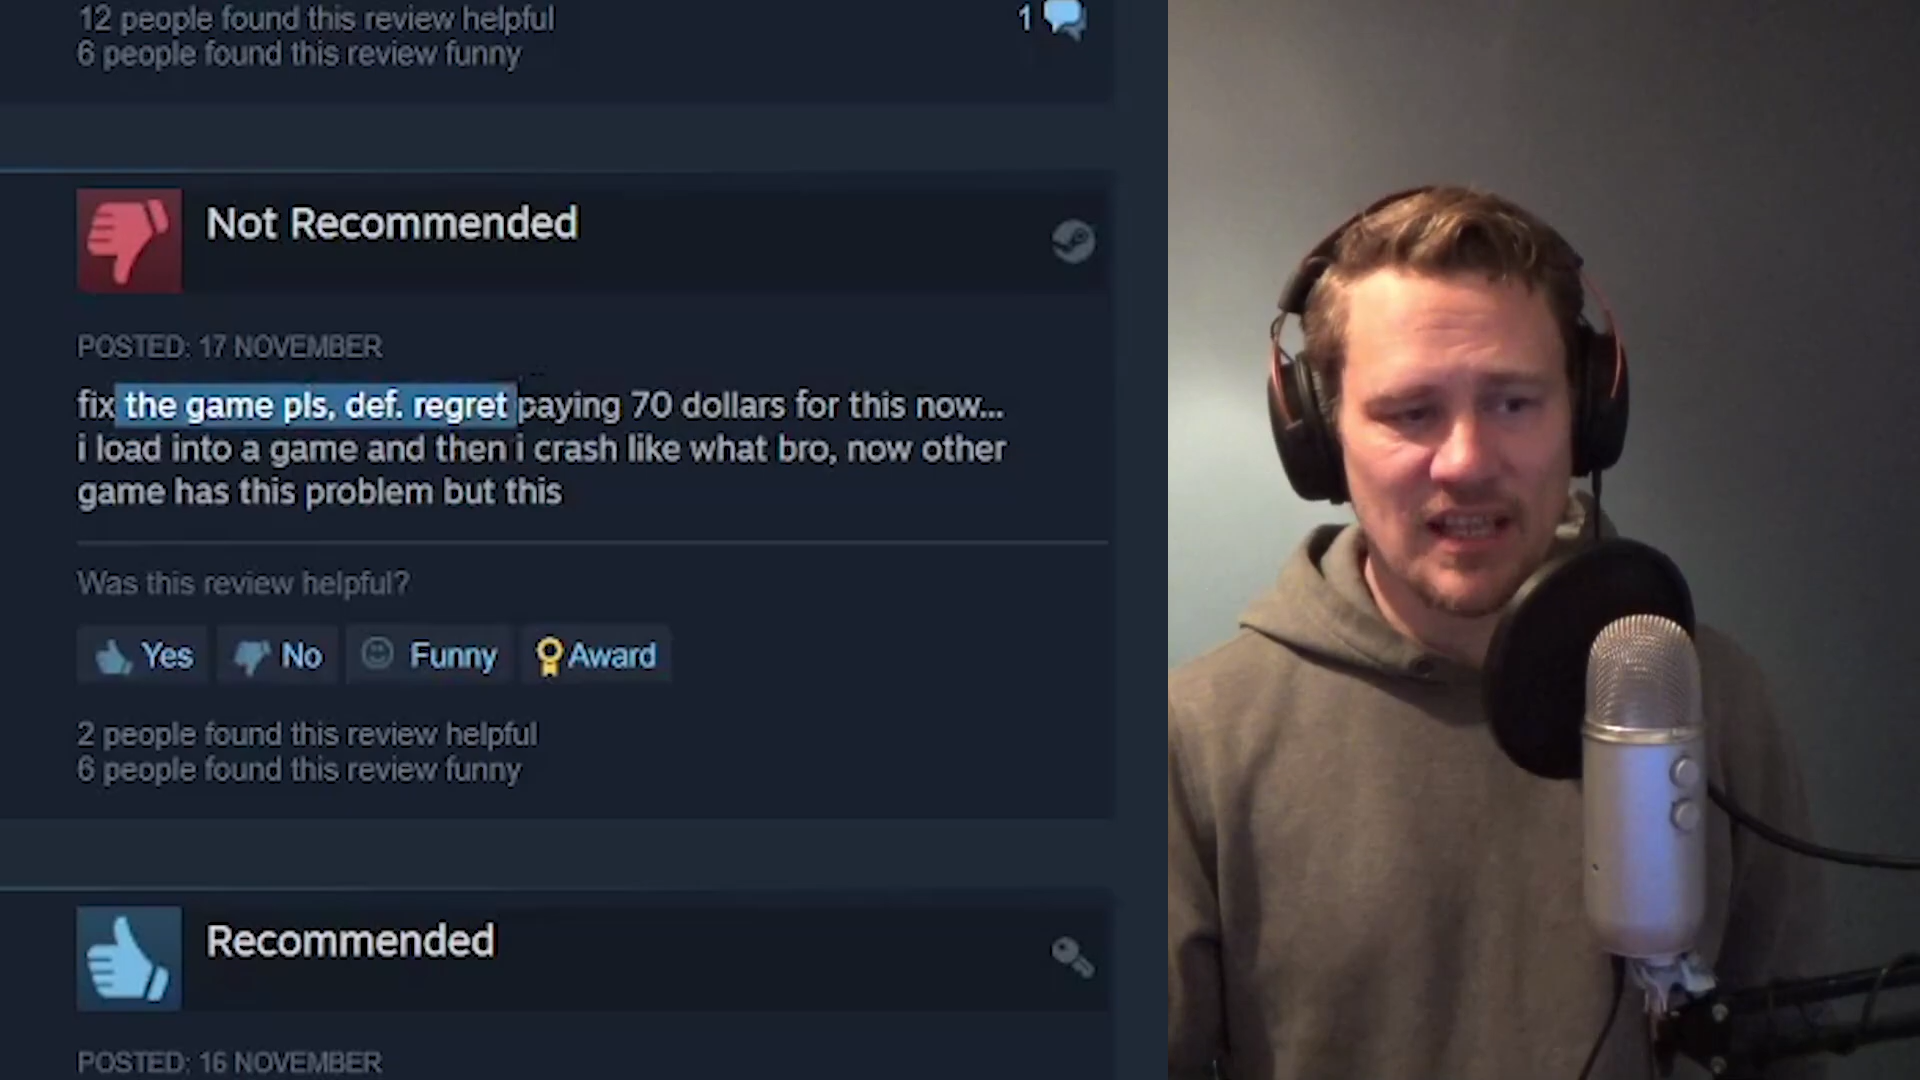 12 people found this review helpful
1
6 people found this review funny
Not Recommended
POSTED: 17 NOVEMBER
fix the game pls, def. regret paying 70 dollars for this now...
i load into a game and then i crash like what bro, now other
game has this problem but this
Was this review helpful?
Yes
No
Funny
Award
2 people found this review helpful
6 people found this review funny
Recommended
POSTED: 16 NOVEMBER